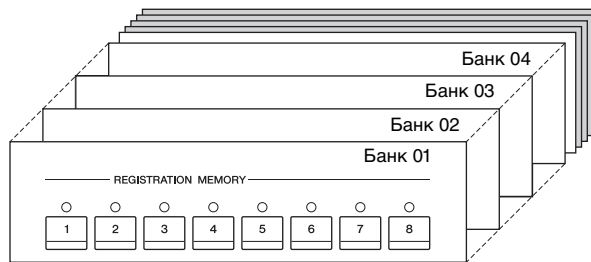 Банк 04
Банк 03
Банк 02
Банк 01
REGISTRATION MEMORY
1 2 3 4 5 6 7 8